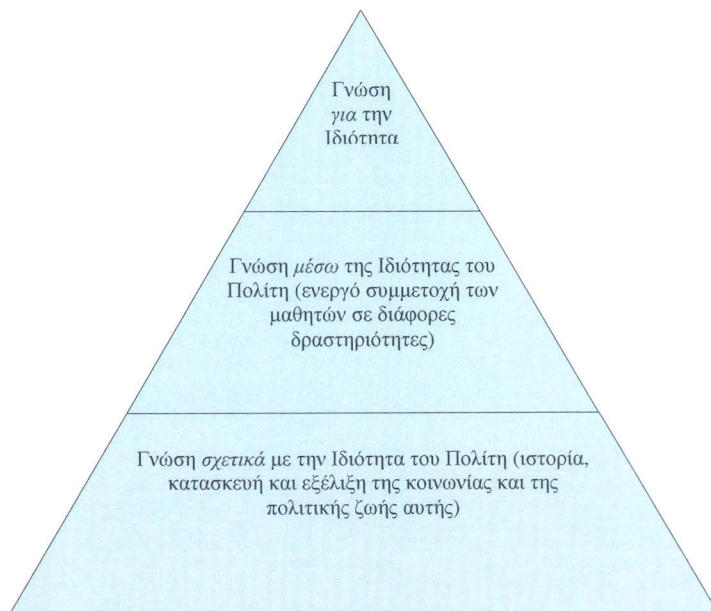 Γνώση
για την
Ιδιότητα
Γνώση μέσω της Ιδιότητας του
Πολίτη (ενεργό συμμετοχή των
μαθητών σε διάφορες
δραστηριότητες)
Γνώση σχετικά με την Ιδιότητα του Πολίτη (ιστορία,
κατασκευή και εξέλιξη της κοινωνίας και της
πολιτικής ζωής αυτής)